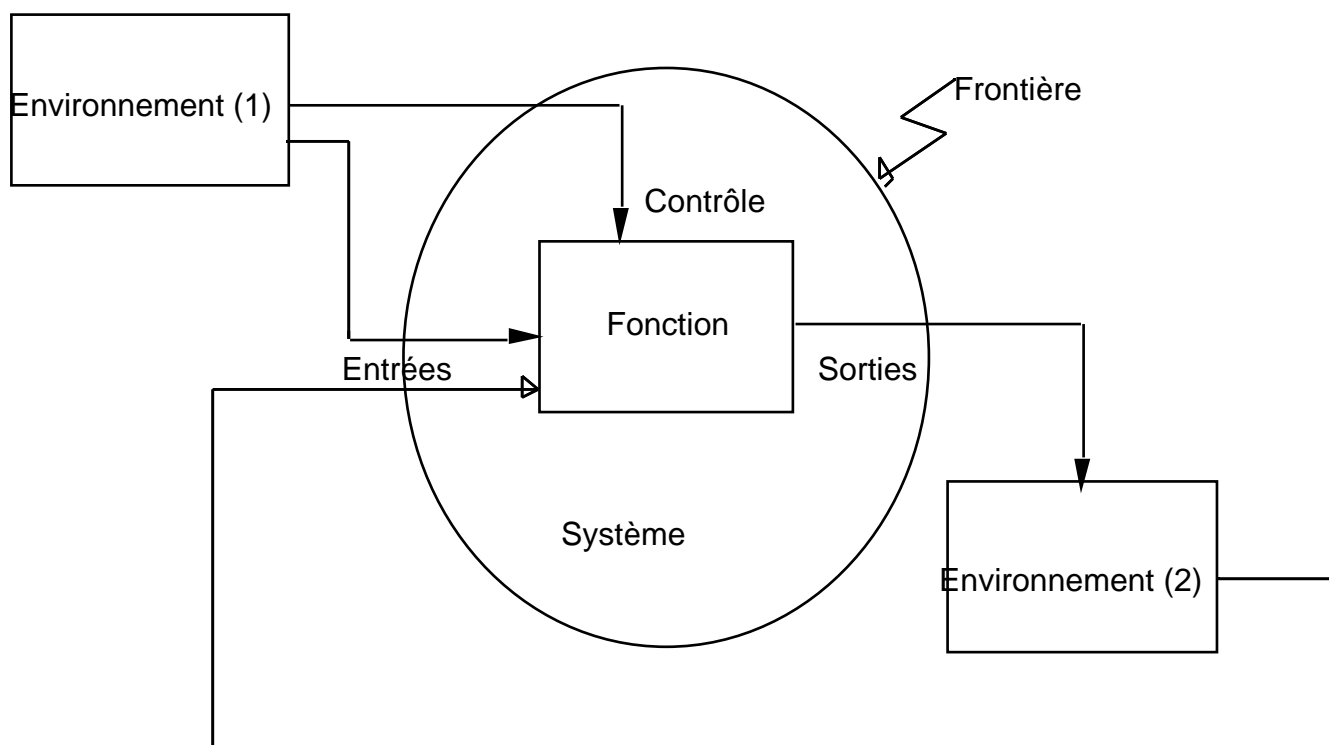 Frontière
Environnement (1)
Contrôle
Fonction
Entrées
Sorties
Système
Environnement (2)